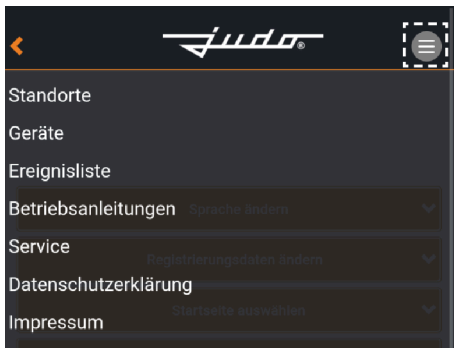 judo®
Standorte
Geräte
Ereignisliste
Betriebsanleitungen
Sprache ändern
Service
Registrierungsdaten ändern
Datenschutzerklärung
Startseite auswählen
Impressum